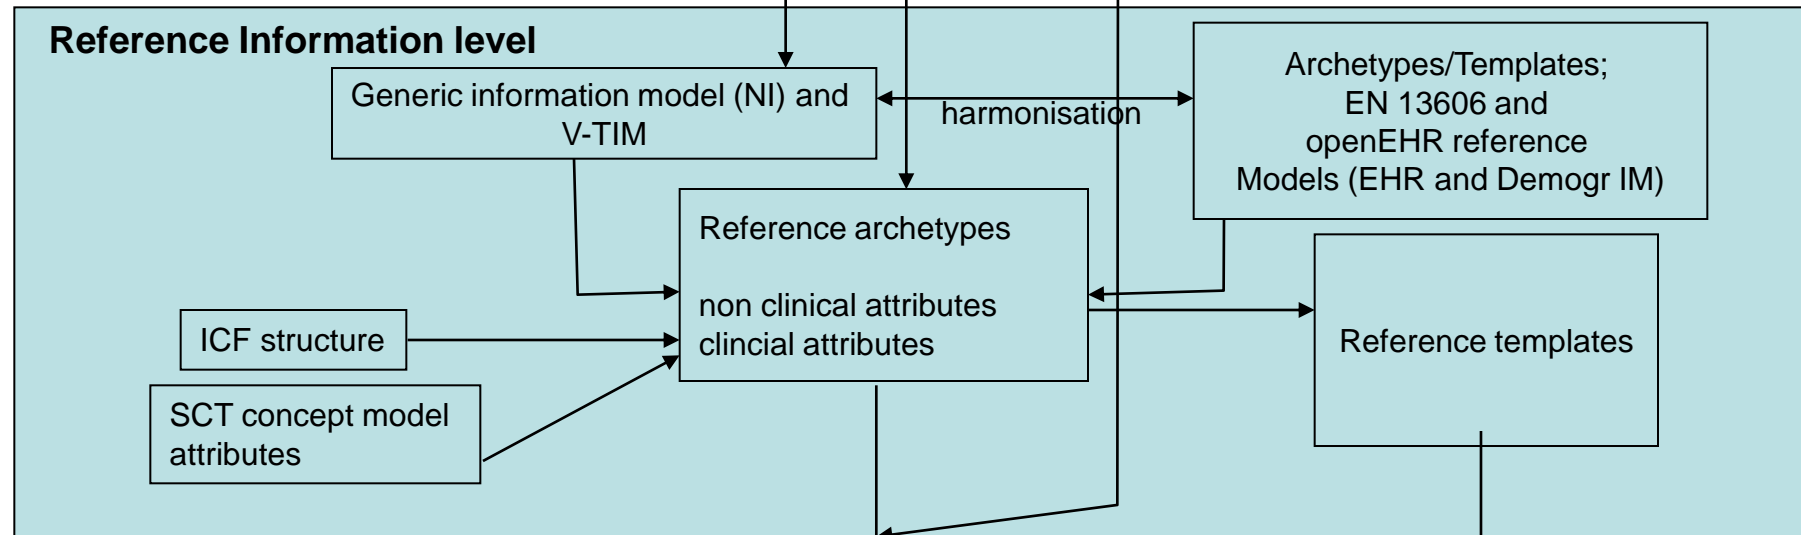 Reference Information level
Generic information model (NI) and
V-TIM
harmonisation
Archetypes/Templates;
EN 13606 and
openEHR reference
Models (EHR and Demogr IM)
Reference archetypes
non clinical attributes
clincial attributes
ICF structure
SCT concept model
attributes
Reference templates